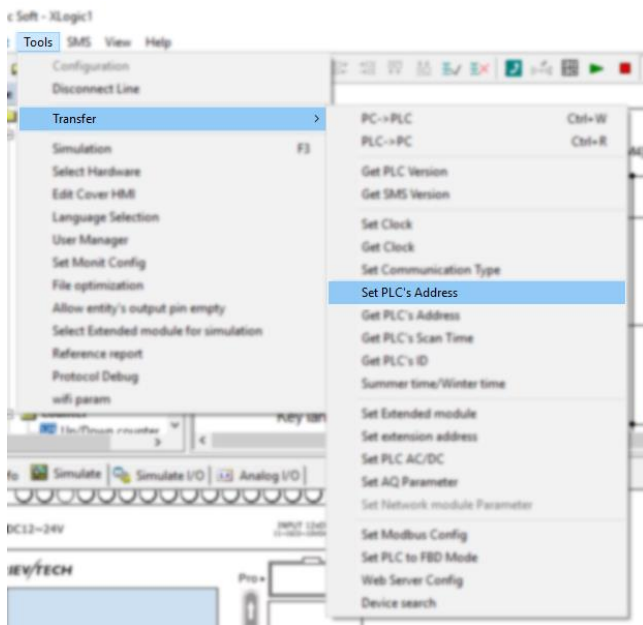 c Soft - XLogic1
Tools SMS View Help
Configuration
Disconnect Line
Transfer >
Simulation F3
Select Hardware
Edit Cover HMI
Language Selection
User Manager
Set Monit Config
File optimization
Allow entity's output pin empty
Select Extended module for simulation
Reference report
Protocol Debug
wifi param
PC->PLC Ctrl+W
PLC->PC Ctrl+R
Get PLC Version
Get SMS Version
Set Clock
Get Clock
Set Communication Type
Set PLC's Address
Get PLC's Address
Get PLC's Scan Time
Get PLC's ID
Summer time/Winter time
Set Extended module
Set extension address
Set PLC AC/DC
Set AQ Parameter
Set Network module Parameter
Set Modbus Config
Set PLC to FBD Mode
Web Server Config
Device search
Up/Down counter
Simulate Simulate I/O Analog I/O
DC12~24V
Pro+